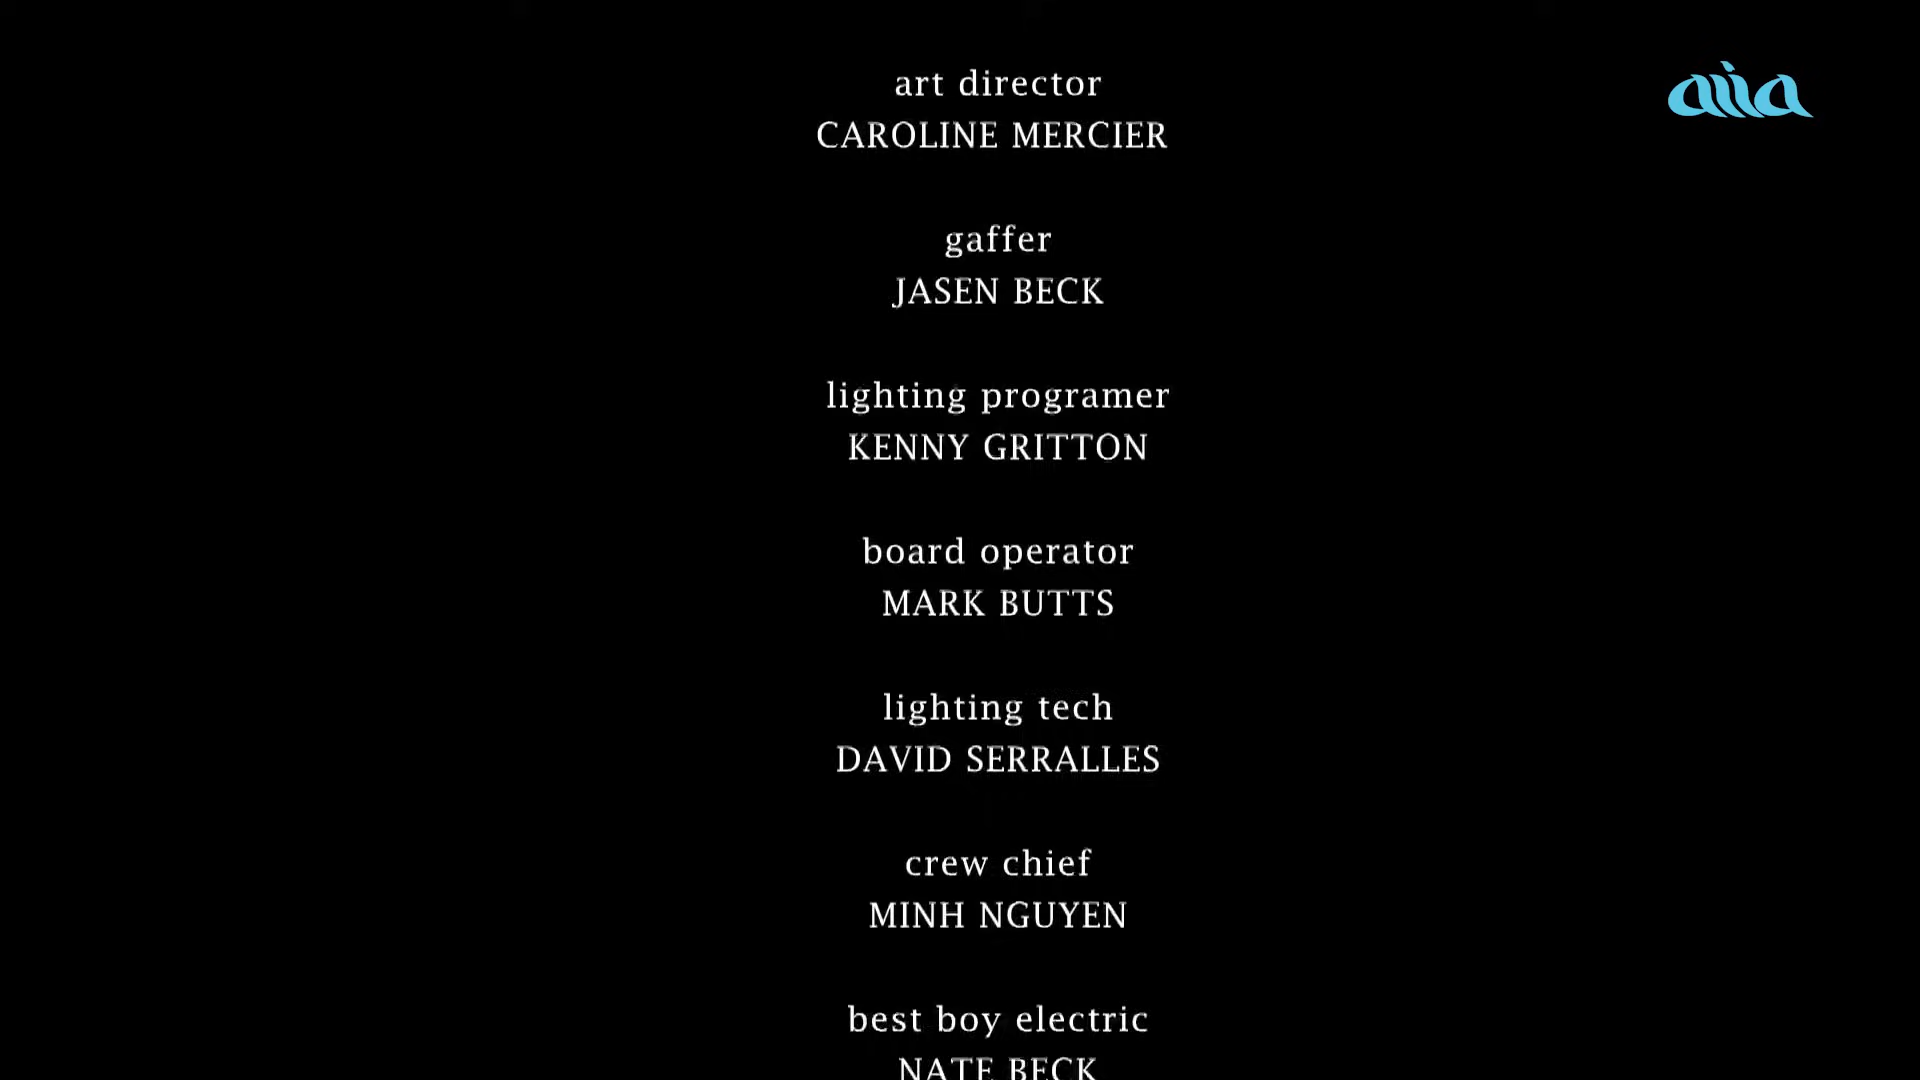 asia
art director
CAROLINE MERCIER
gaffer
JASEN BECK
lighting programer
KENNY GRITTON
board operator
MARK BUTTS
lighting tech
DAVID SERRALLES
crew chief
MINH NGUYEN
best boy electric
NATE BECK